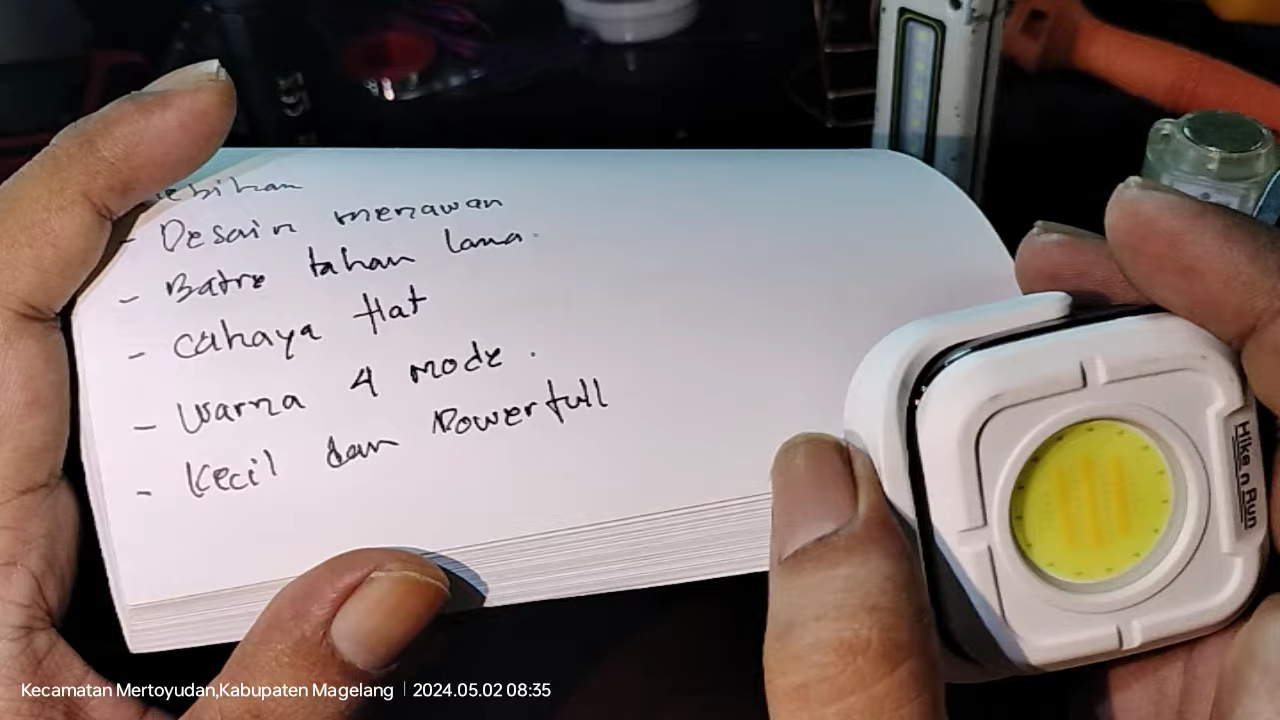 lebihan
- Desain menawan
- Batre tahan lama.
- Cahaya flat
- Warna 4 mode.
- Kecil dan Powerfull
Hike n Run
Kecamatan Mertoyudan,Kabupaten Magelang | 2024.05.02 08:35